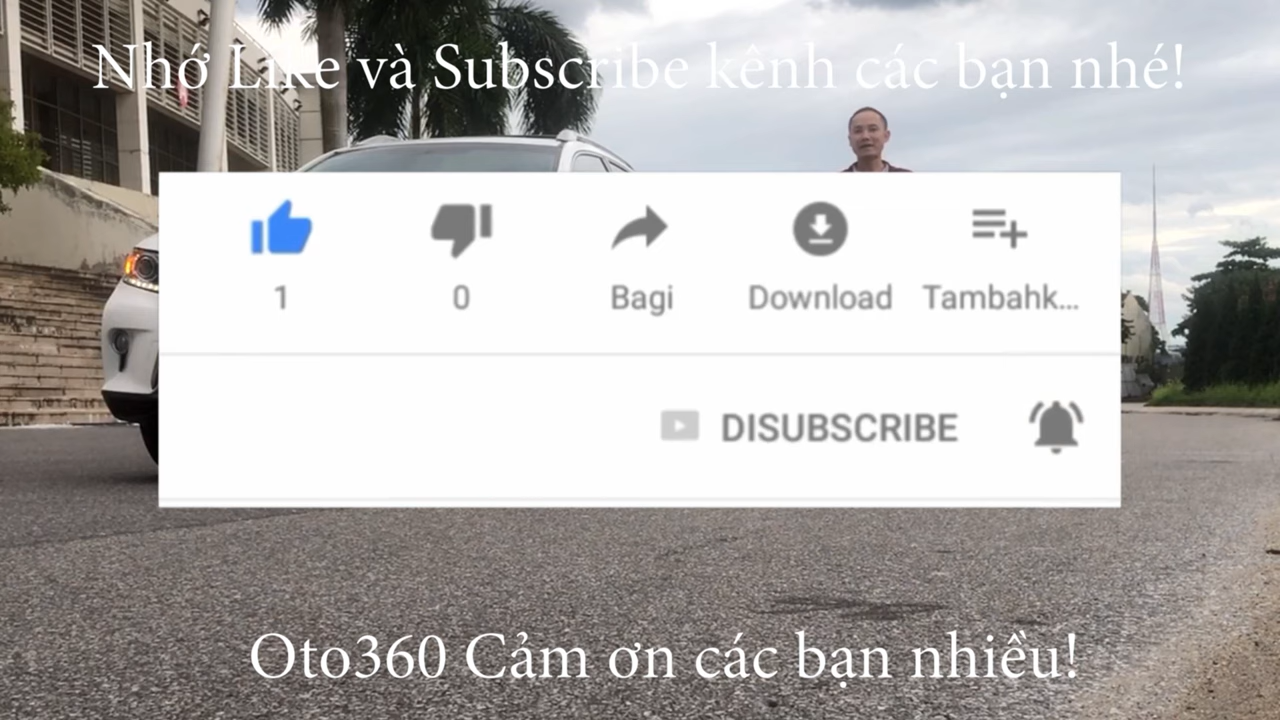 Nhớ Like và Subscribe kênh các bạn nhé!
1 0 Bagi Download Tambahk...
DISUBSCRIBE
Oto360 Cảm ơn các bạn nhiều!